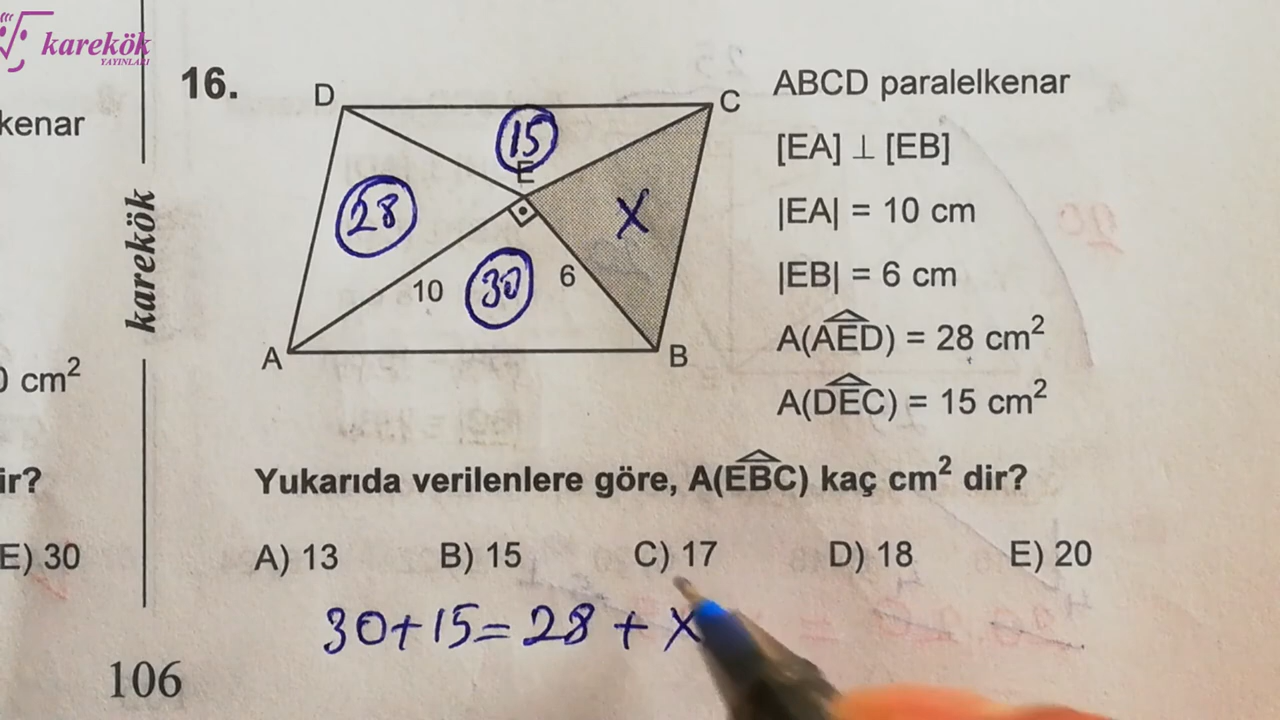 karekök
YAYINLARI
kenar
karekök
0 cm²
ir?
E) 30
16.
D
C
E
A
B
15
28
X
30
10
6
ABCD paralelkenar
[EA] ⊥ [EB]
|EA| = 10 cm
|EB| = 6 cm
A(AED) = 28 cm²
A(DEC) = 15 cm²
Yukarıda verilenlere göre, A(EBC) kaç cm² dir?
A) 13 B) 15 C) 17 D) 18 E) 20
30+15=28+x
106